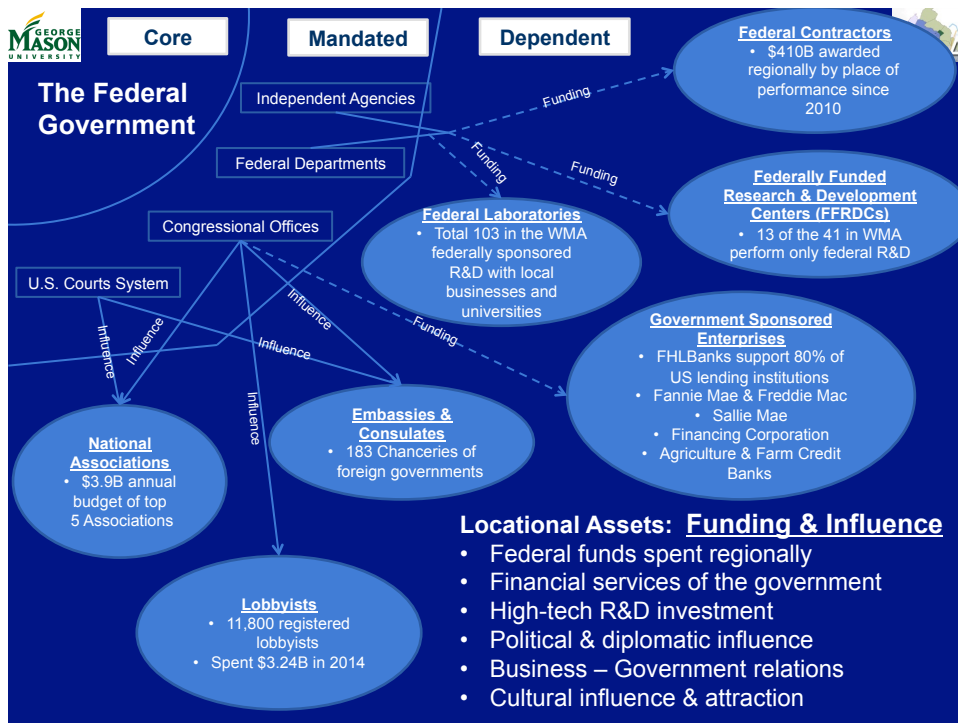 GEORGE
MASON
UNIVERSITY
Core
Mandated
Dependent
The Federal
Government
Independent Agencies
Federal Departments
Congressional Offices
U.S. Courts System
Funding
Funding
Funding
Funding
Influence
Influence
Influence
Influence
Influence
Federal Contractors
• $410B awarded
regionally by place of
performance since
2010
Federally Funded
Research & Development
Centers (FFRDCs)
• 13 of the 41 in WMA
perform only federal R&D
Federal Laboratories
• Total 103 in the WMA
federally sponsored
R&D with local
businesses and
universities
Government Sponsored
Enterprises
• FHLBanks support 80% of
US lending institutions
• Fannie Mae & Freddie Mac
• Sallie Mae
• Financing Corporation
• Agriculture & Farm Credit
Banks
Embassies &
Consulates
• 183 Chanceries of
foreign governments
National
Associations
• $3.9B annual
budget of top
5 Associations
Lobbyists
• 11,800 registered
lobbyists
• Spent $3.24B in 2014
Locational Assets: Funding & Influence
• Federal funds spent regionally
• Financial services of the government
• High-tech R&D investment
• Political & diplomatic influence
• Business – Government relations
• Cultural influence & attraction